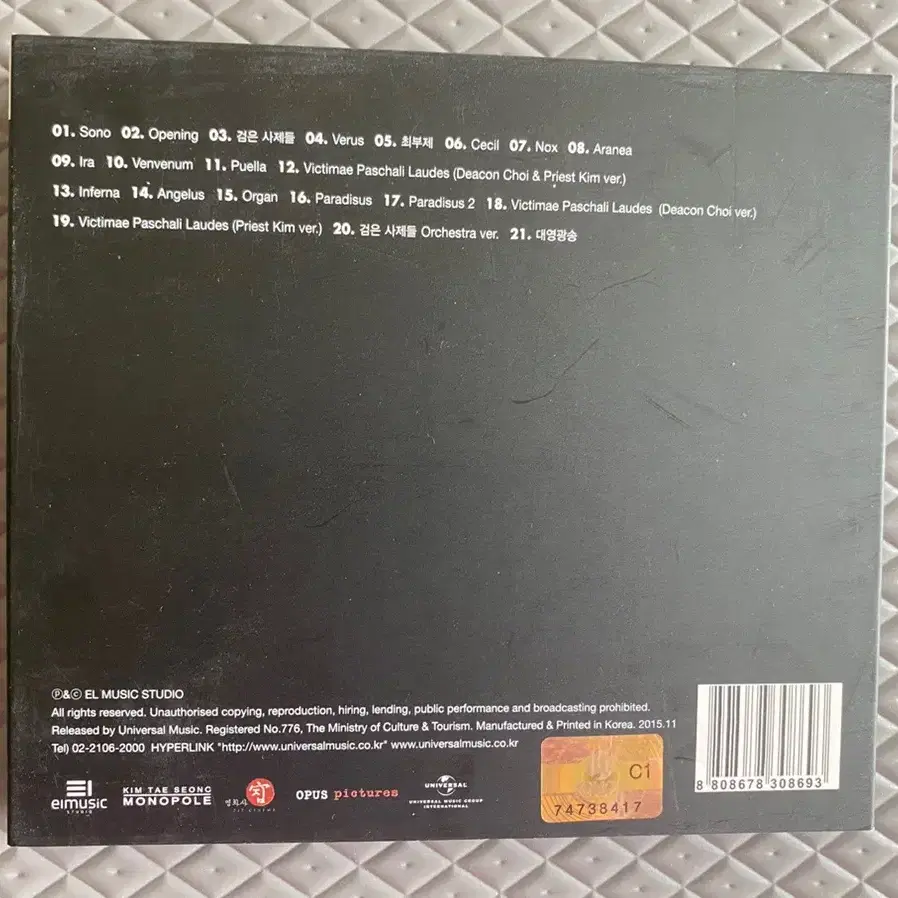 01. Sono 02. Opening 03. 검은 사제들 04. Verus 05. 최부제 06. Cecil 07. Nox 08. Aranea
09. Ira 10. Venvenum 11. Puella 12. Victimae Paschali Laudes (Deacon Choi & Priest Kim ver.)
13. Inferna 14. Angelus 15. Organ 16. Paradisus 17. Paradisus 2 18. Victimae Paschali Laudes (Deacon Choi ver.)
19. Victimae Paschali Laudes (Priest Kim ver.) 20. 검은 사제들 Orchestra ver. 21. 대영광송
℗&© EL MUSIC STUDIO
All rights reserved. Unauthorised copying, reproduction, hiring, lending, public performance and broadcasting prohibited.
Released by Universal Music. Registered No.776, The Ministry of Culture & Tourism. Manufactured & Printed in Korea. 2015.11
Tel) 02-2106-2000 HYPERLINK "http://www.universalmusic.co.kr" www.universalmusic.co.kr
elmusic
STUDIO
KIM TAE SEONG
MONOPOLE
영화사
집
ZIP CINEMA
OPUS pictures
UNIVERSAL
UNIVERSAL MUSIC GROUP
INTERNATIONAL
C1
74738417
8 808678 308693